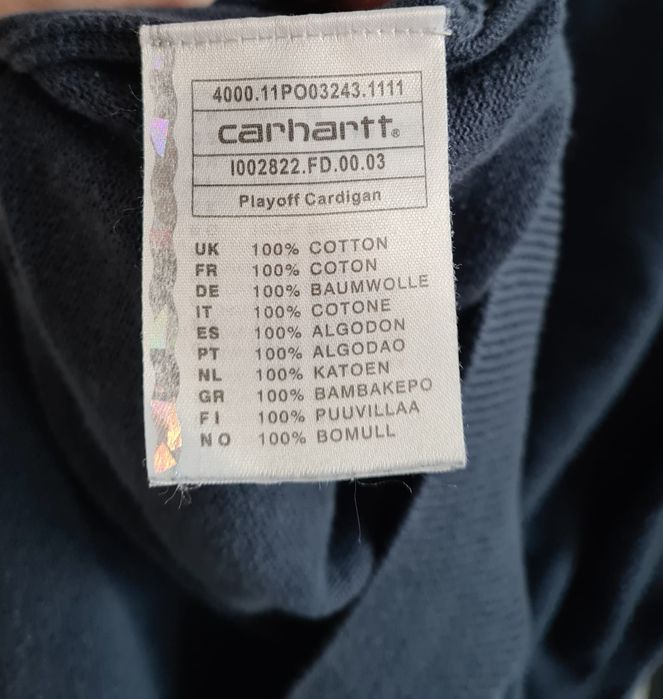 4000.11PO03243.1111
carhartt®
I002822.FD.00.03
Playoff Cardigan
UK 100% COTTON
FR 100% COTON
DE 100% BAUMWOLLE
IT 100% COTONE
ES 100% ALGODON
PT 100% ALGODAO
NL 100% KATOEN
GR 100% BAMBAKEPO
FI 100% PUUVILLAA
NO 100% BOMULL